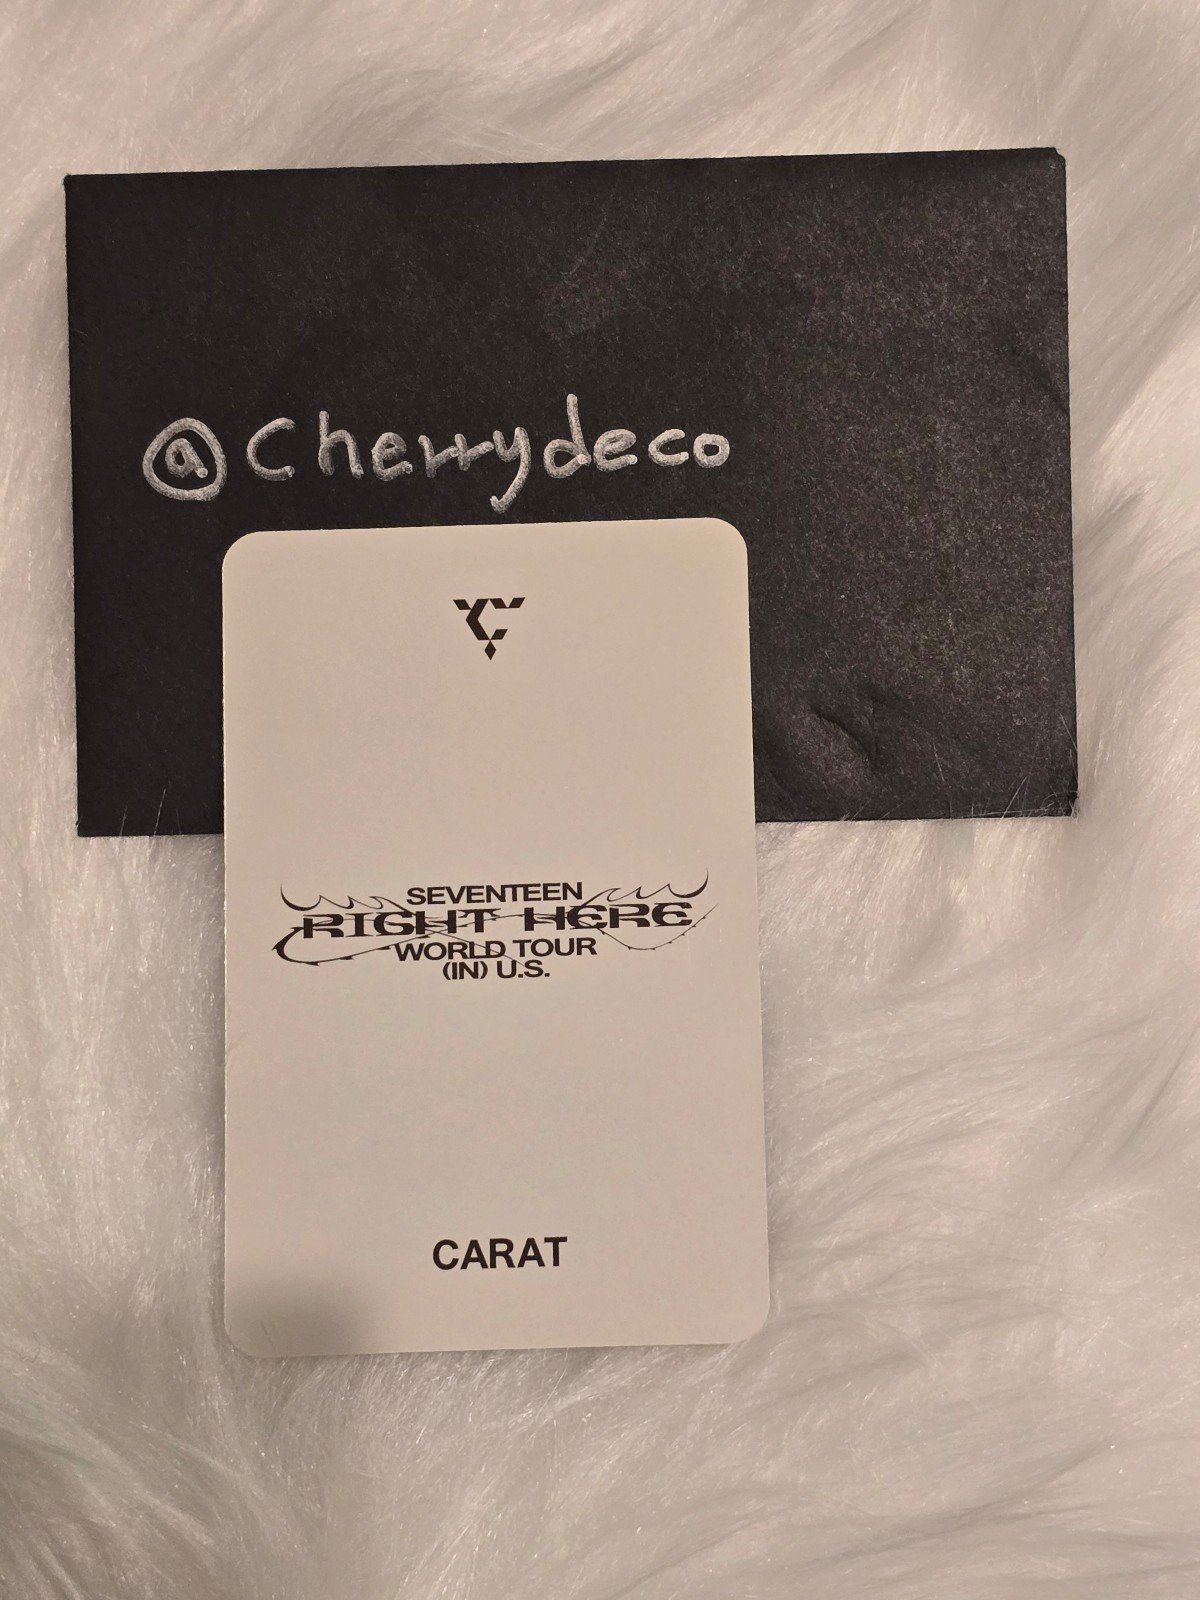 @Cherrydeco
SEVENTEEN
RIGHT HERE
WORLD TOUR
(IN) U.S.
CARAT